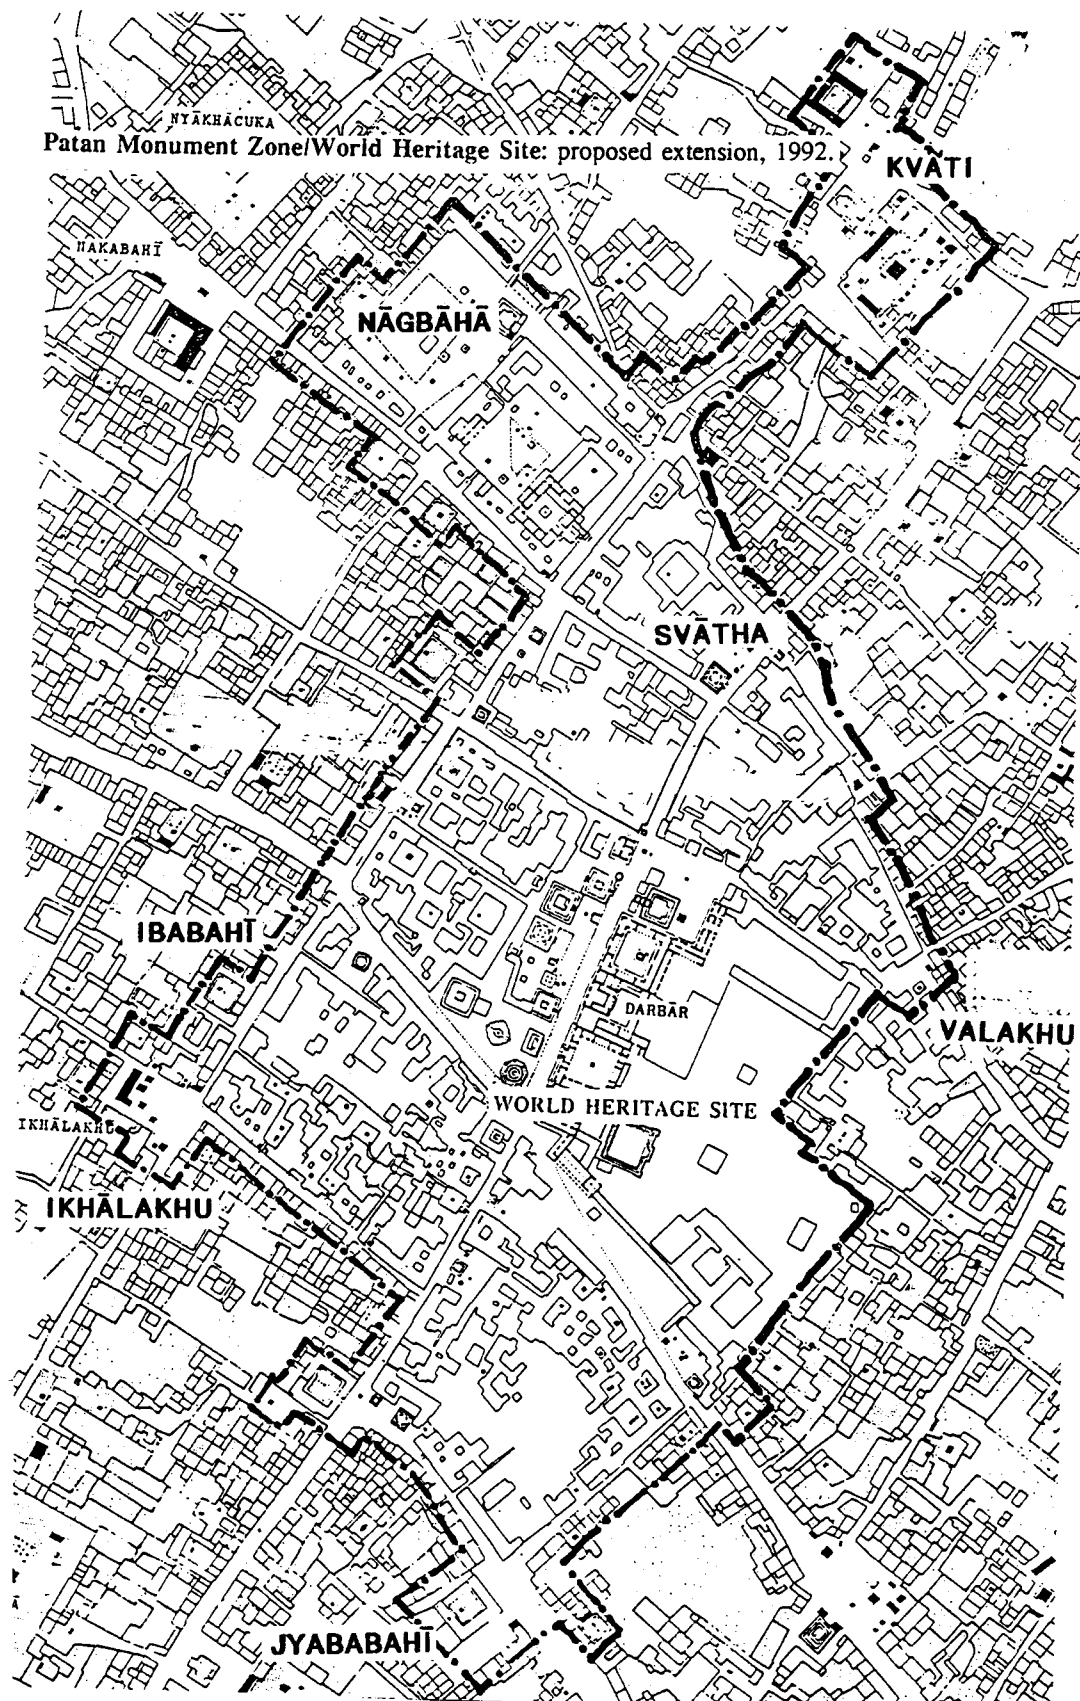 NYĀKHĀCUKA
Patan Monument Zone/World Heritage Site: proposed extension, 1992.
KVĀTI
NAKABAHĪ
NĀGBĀHĀ
SVĀTHA
IBABAHĪ
DARBĀR
VALAKHU
WORLD HERITAGE SITE
IKHĀLAKHU
IKHĀLAKHU
JYABABAHĪ